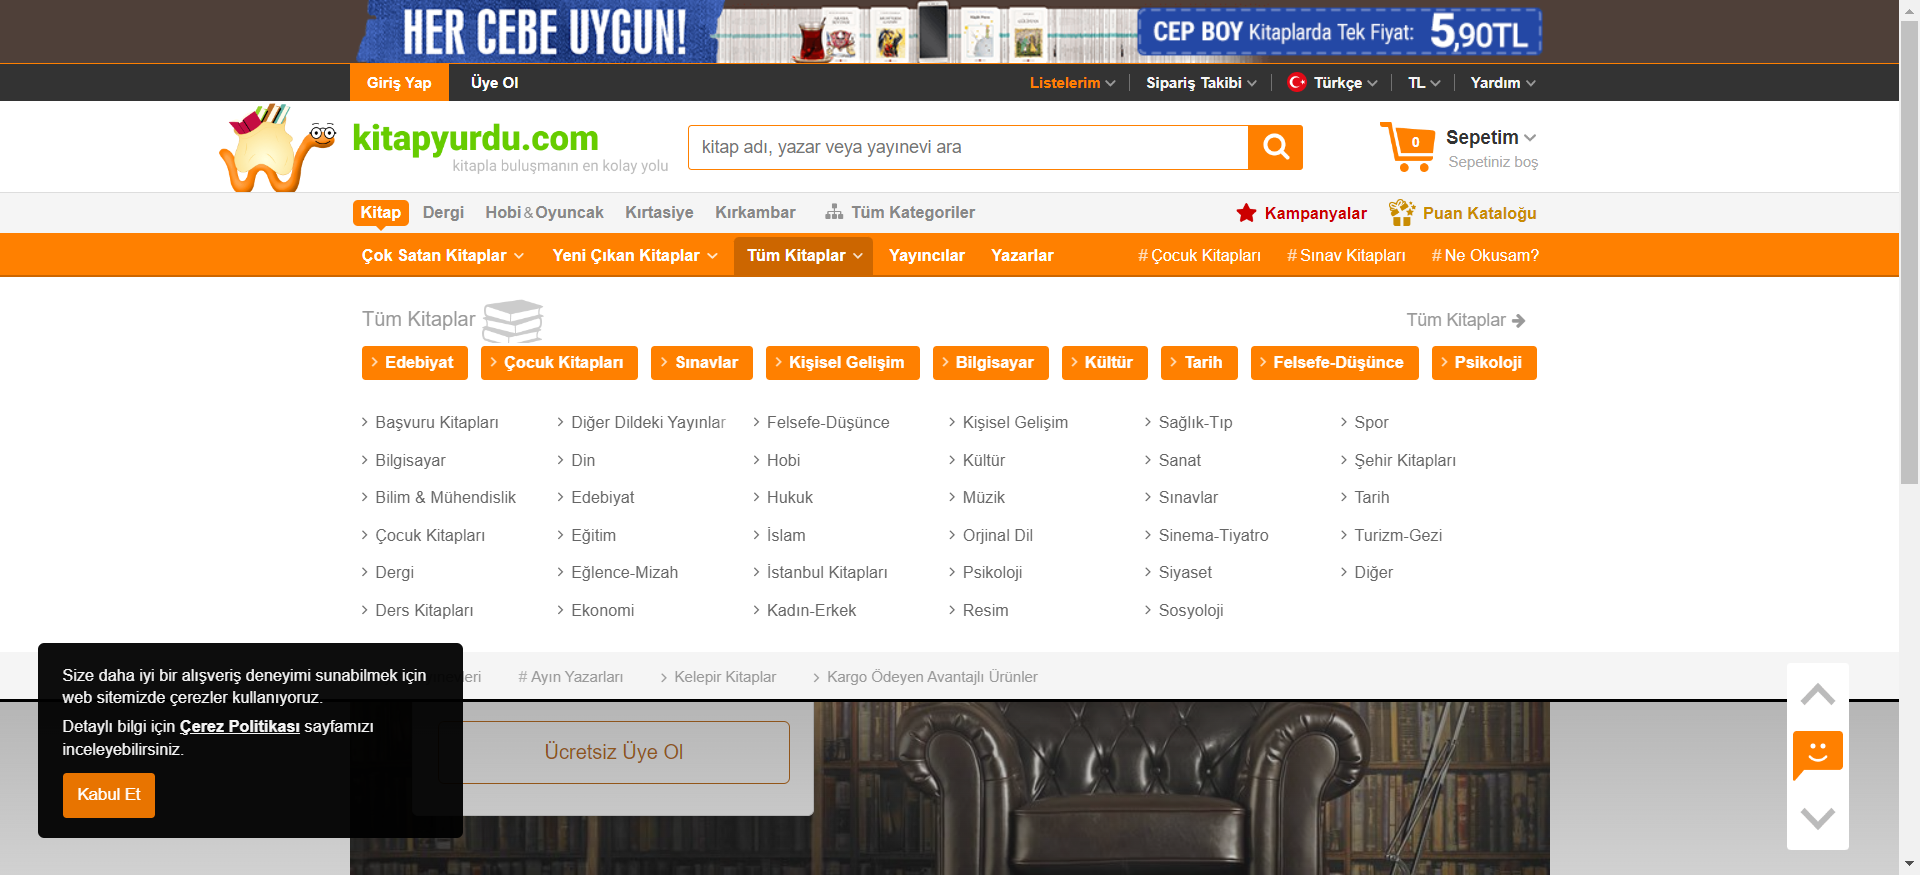 HER CEBE UYGUN!
CEP BOY Kitaplarda Tek Fiyat: 5,90TL
Giriş Yap
Üye Ol
Listelerim
Sipariş Takibi
Türkçe
TL
Yardım
kitapyurdu.com
kitapla buluşmanın en kolay yolu
kitap adı, yazar veya yayınevi ara
0
Sepetim
Sepetiniz boş
Kitap
Dergi
Hobi & Oyuncak
Kırtasiye
Kırkambar
Tüm Kategoriler
Kampanyalar
Puan Kataloğu
Çok Satan Kitaplar
Yeni Çıkan Kitaplar
Tüm Kitaplar
Yayıncılar
Yazarlar
# Çocuk Kitapları
# Sınav Kitapları
# Ne Okusam?
Tüm Kitaplar
Tüm Kitaplar
Edebiyat
Çocuk Kitapları
Sınavlar
Kişisel Gelişim
Bilgisayar
Kültür
Tarih
Felsefe-Düşünce
Psikoloji
Başvuru Kitapları
Bilgisayar
Bilim & Mühendislik
Çocuk Kitapları
Dergi
Ders Kitapları
Diğer Dildeki Yayınlar
Din
Edebiyat
Eğitim
Eğlence-Mizah
Ekonomi
Felsefe-Düşünce
Hobi
Hukuk
İslam
İstanbul Kitapları
Kadın-Erkek
Kişisel Gelişim
Kültür
Müzik
Orjinal Dil
Psikoloji
Resim
Sağlık-Tıp
Sanat
Sınavlar
Sinema-Tiyatro
Siyaset
Sosyoloji
Spor
Şehir Kitapları
Tarih
Turizm-Gezi
Diğer
# Ayın Yazarları
Kelepir Kitaplar
Kargo Ödeyen Avantajlı Ürünler
Size daha iyi bir alışveriş deneyimi sunabilmek için
web sitemizde çerezler kullanıyoruz.
Detaylı bilgi için Çerez Politikası sayfamızı
inceleyebilirsiniz.
Kabul Et
Ücretsiz Üye Ol